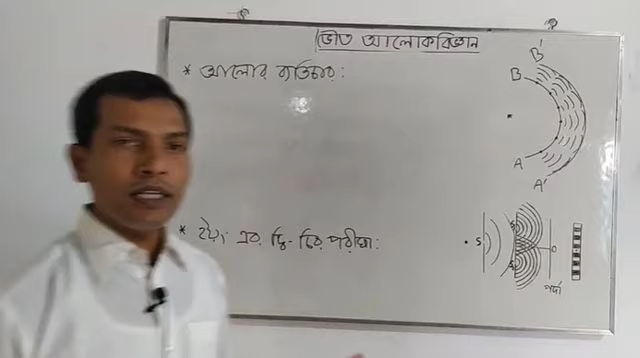 ভৌত আলোকবিজ্ঞান
* আলোর ব্যতিচার:
B'
B
A
A'
* ইয়ং এর দ্বি-চির পরীক্ষা:
S
O
পর্দা